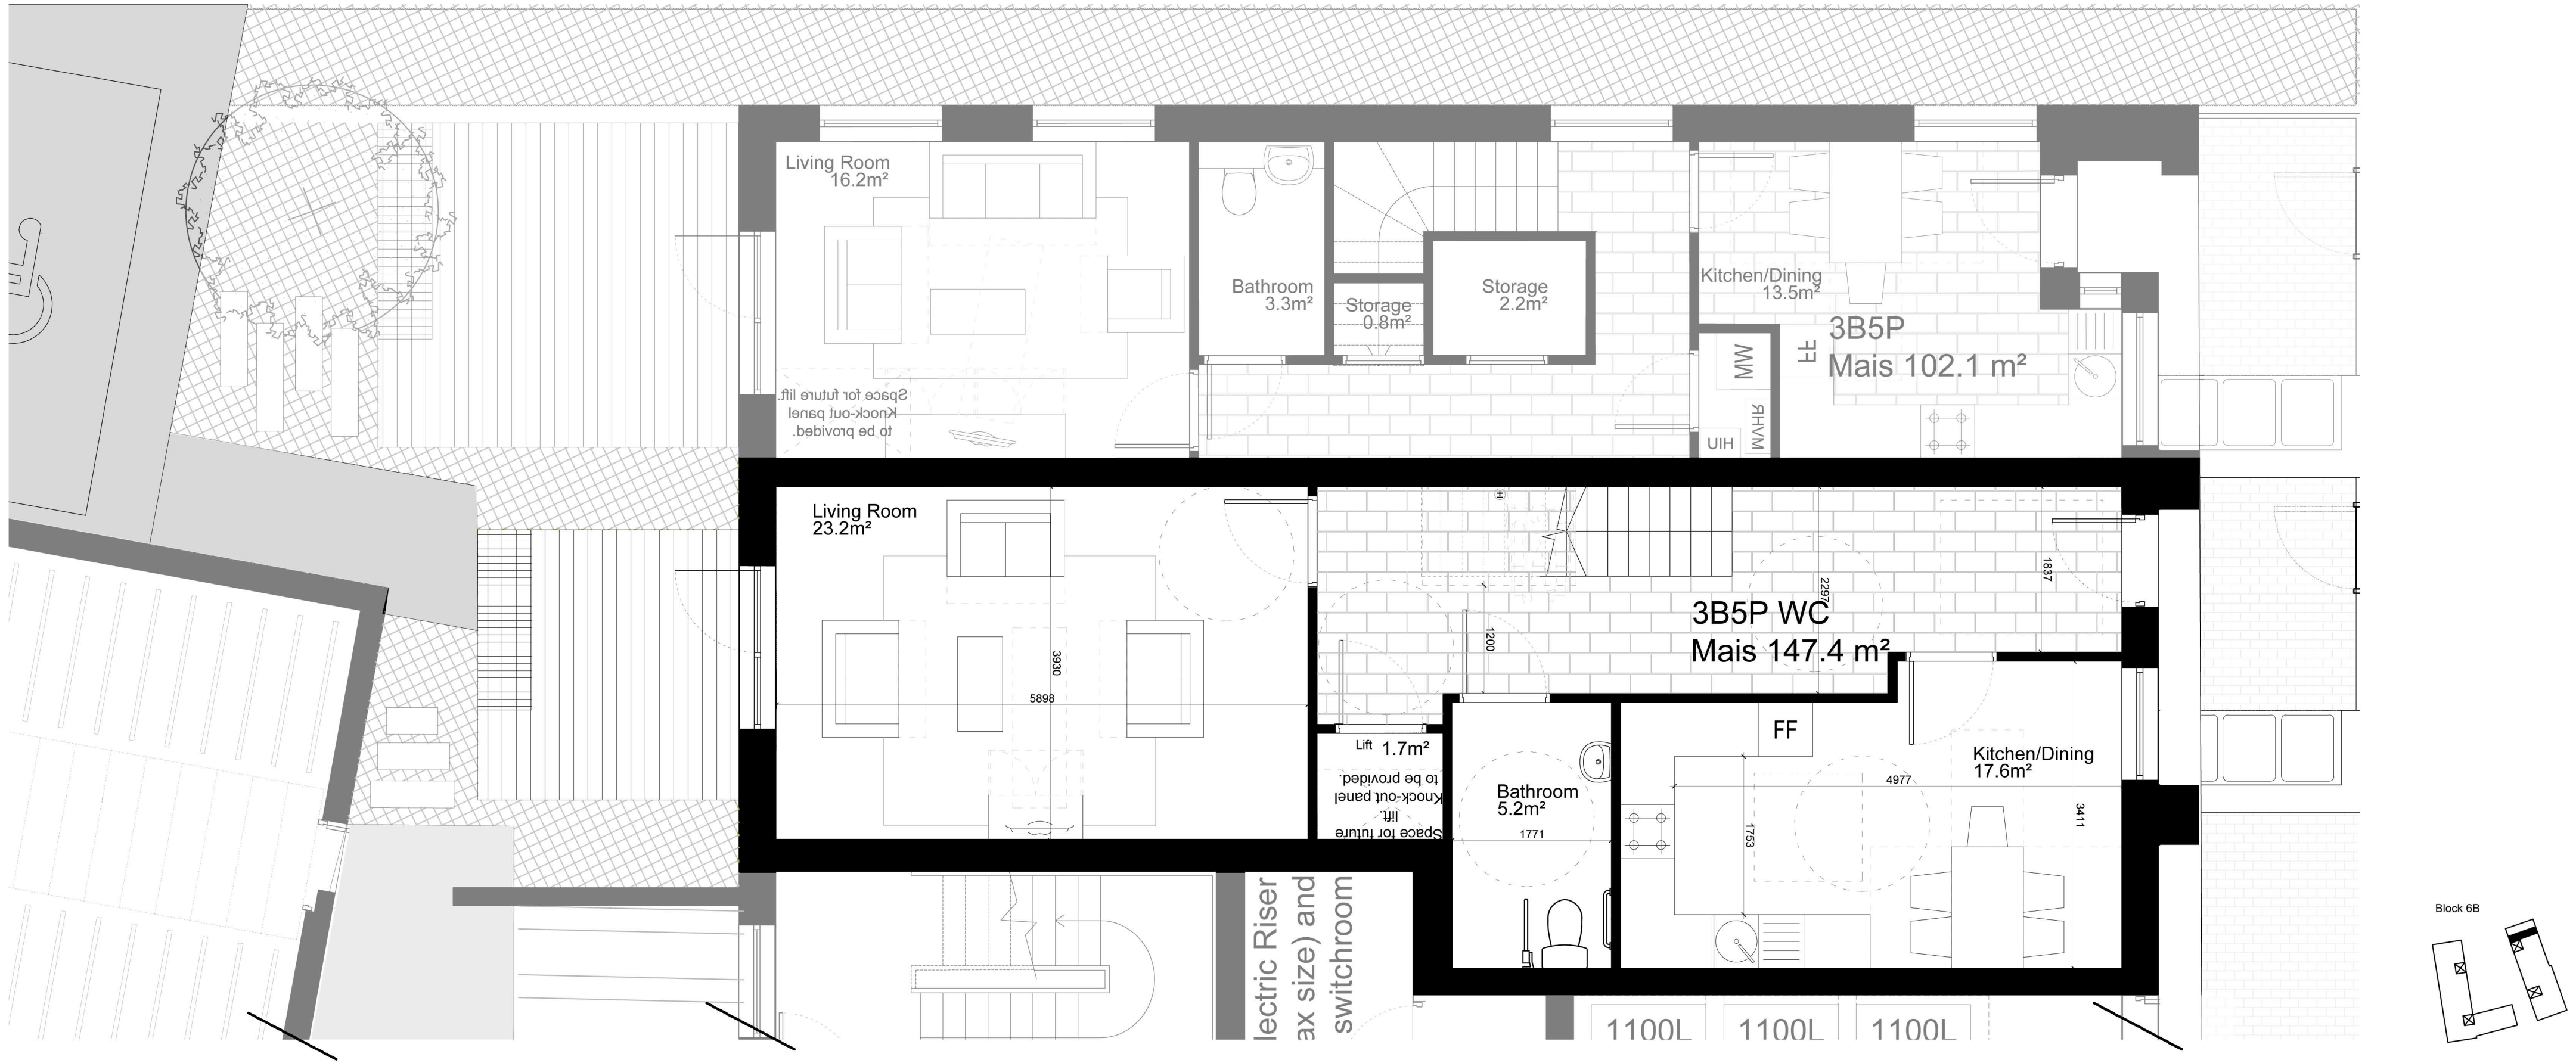 Living Room
16.2m²
Space for future lift.
Knock-out panel
to be provided.
Bathroom
3.3m²
Storage
0.8m²
Storage
2.2m²
Kitchen/Dining
13.5m²
3B5P
Mais 102.1 m²
FF
MW
MVHR
UIH
Living Room
23.2m²
3930
5898
H
1200
2297
1837
3B5P WC
Mais 147.4 m²
Lift 1.7m²
Space for future
lift.
Knock-out panel
to be provided.
Bathroom
5.2m²
1771
FF
Kitchen/Dining
17.6m²
4977
1753
3411
lectric Riser
ax size) and
switchroom
1100L
1100L
1100L
Block 6B